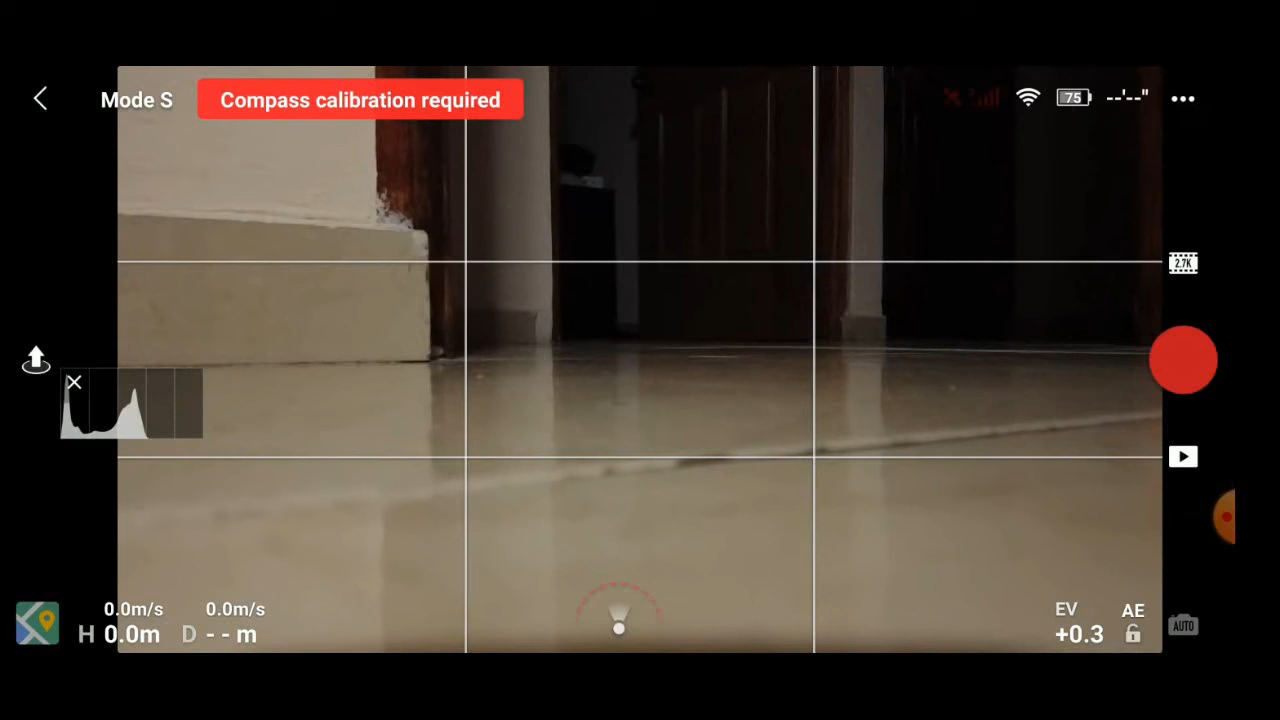 Mode S
Compass calibration required
75
--'--"
2.7K
0.0m/s 0.0m/s
H 0.0m D - - m
EV AE
+0.3
AUTO